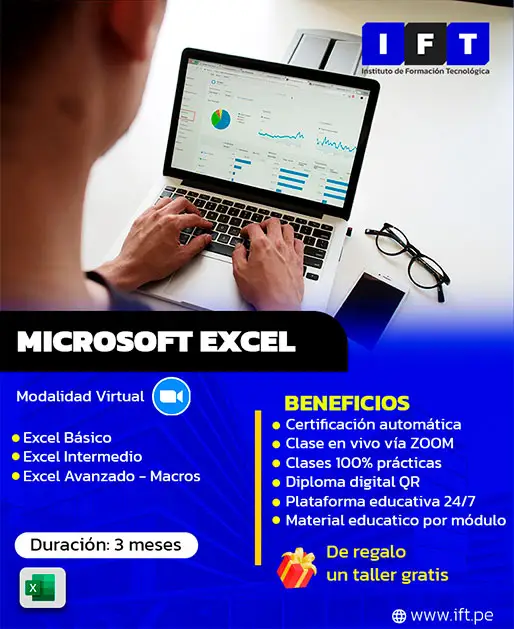 IFT
Instituto de Formación Tecnológica
MICROSOFT EXCEL
Modalidad Virtual
Excel Básico
Excel Intermedio
Excel Avanzado - Macros
Duración: 3 meses
X
BENEFICIOS
Certificación automática
Clase en vivo vía ZOOM
Clases 100% prácticas
Diploma digital QR
Plataforma educativa 24/7
Material educatico por módulo
De regalo
un taller gratis
www.ift.pe